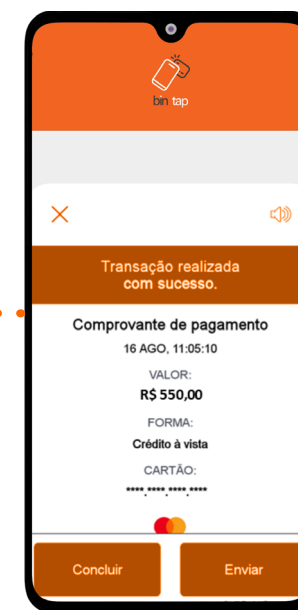 bin tap
Transação realizada
com sucesso.
Comprovante de pagamento
16 AGO, 11:05:10
VALOR:
R$ 550,00
FORMA:
Crédito à vista
CARTÃO:
****.****.****.****
Concluir
Enviar